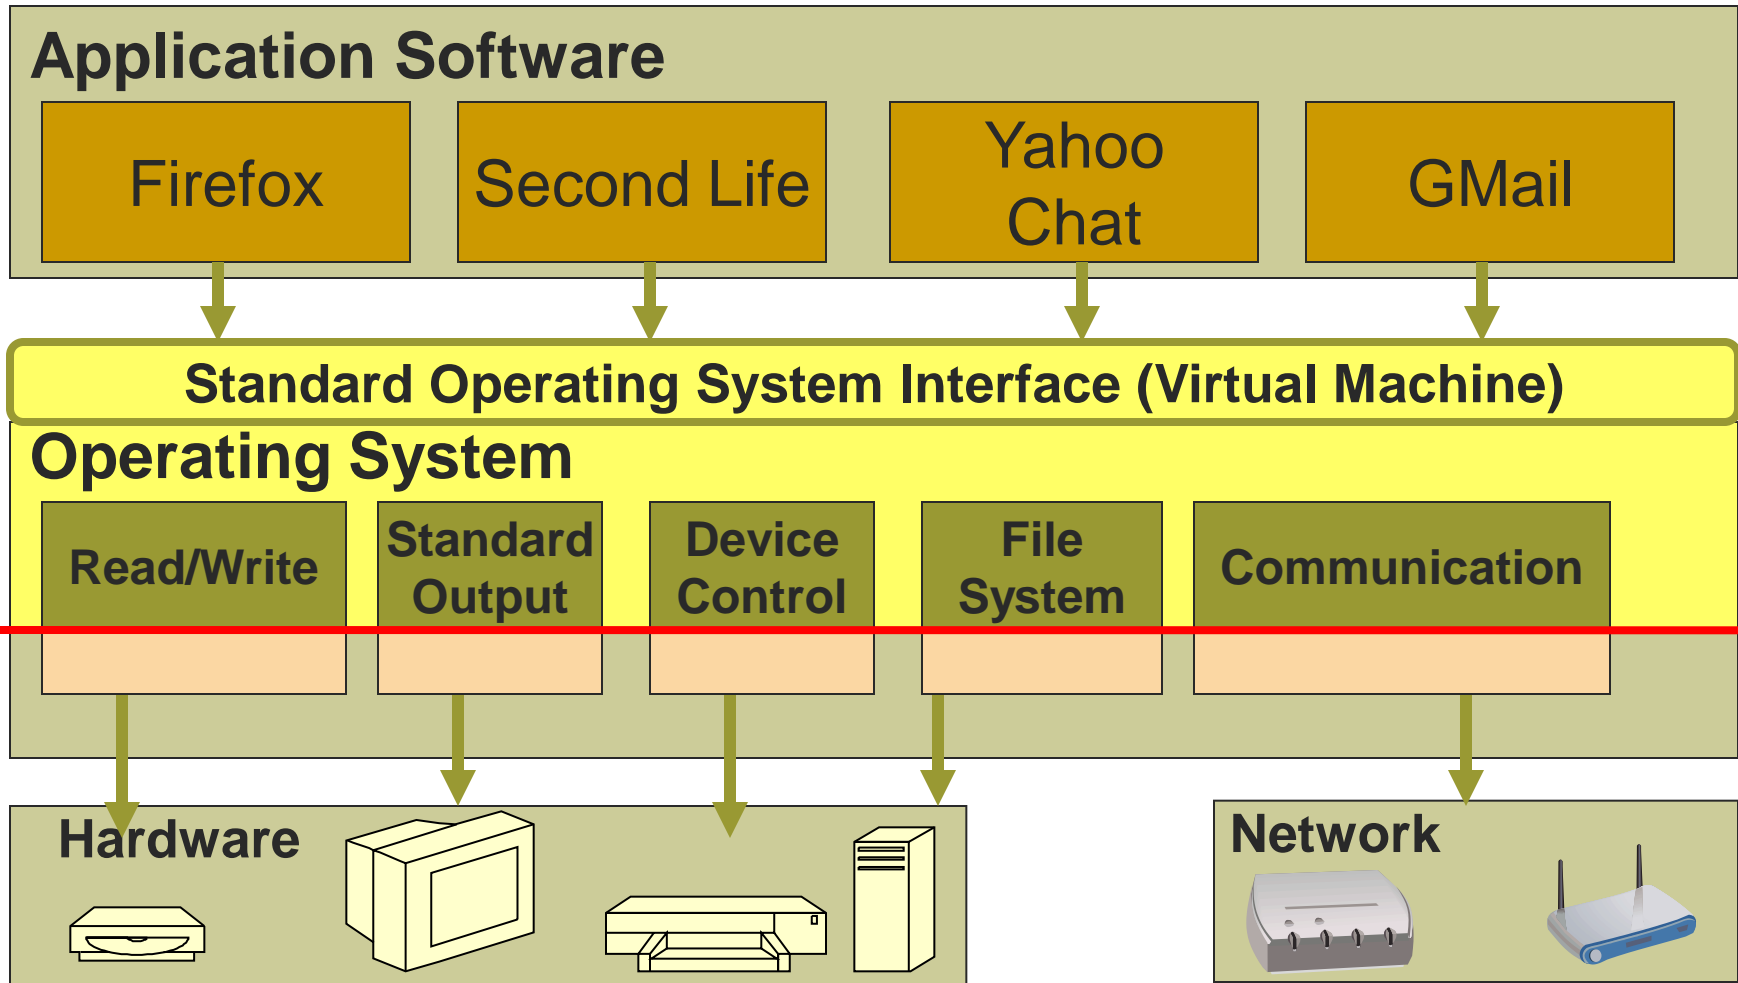 Application Software
Firefox
Second Life
Yahoo
Chat
GMail
Standard Operating System Interface (Virtual Machine)
Operating System
Read/Write
Standard
Output
Device
Control
File
System
Communication
Hardware
Network